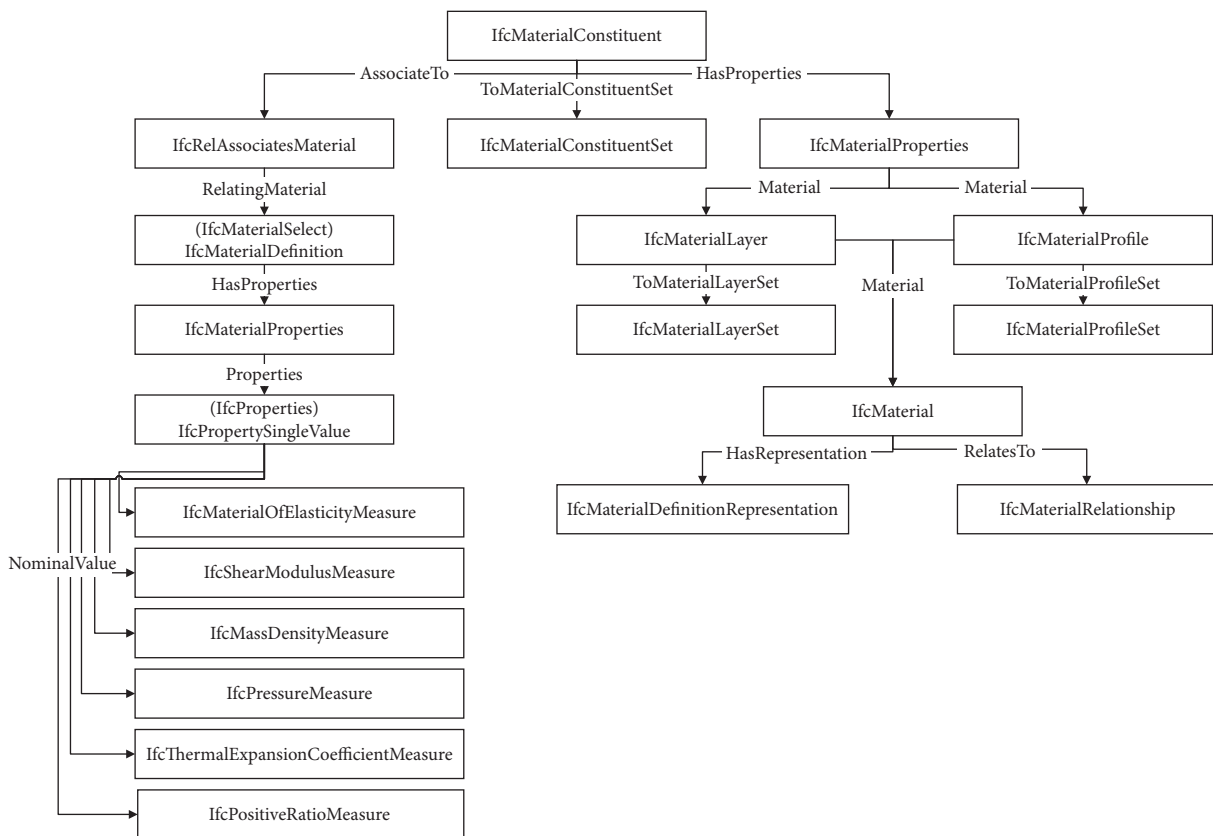 IfcMaterialConstituent
AssociateTo
HasProperties
ToMaterialConstituentSet
IfcRelAssociatesMaterial
IfcMaterialConstituentSet
IfcMaterialProperties
RelatingMaterial
Material
Material
(IfcMaterialSelect)
IfcMaterialDefinition
IfcMaterialLayer
IfcMaterialProfile
HasProperties
ToMaterialLayerSet
Material
ToMaterialProfileSet
IfcMaterialProperties
IfcMaterialLayerSet
IfcMaterialProfileSet
Properties
(IfcProperties)
IfcPropertySingleValue
IfcMaterial
HasRepresentation
RelatesTo
IfcMaterialOfElasticityMeasure
IfcMaterialDefinitionRepresentation
IfcMaterialRelationship
NominalValue
IfcShearModulusMeasure
IfcMassDensityMeasure
IfcPressureMeasure
IfcThermalExpansionCoefficientMeasure
IfcPositiveRatioMeasure